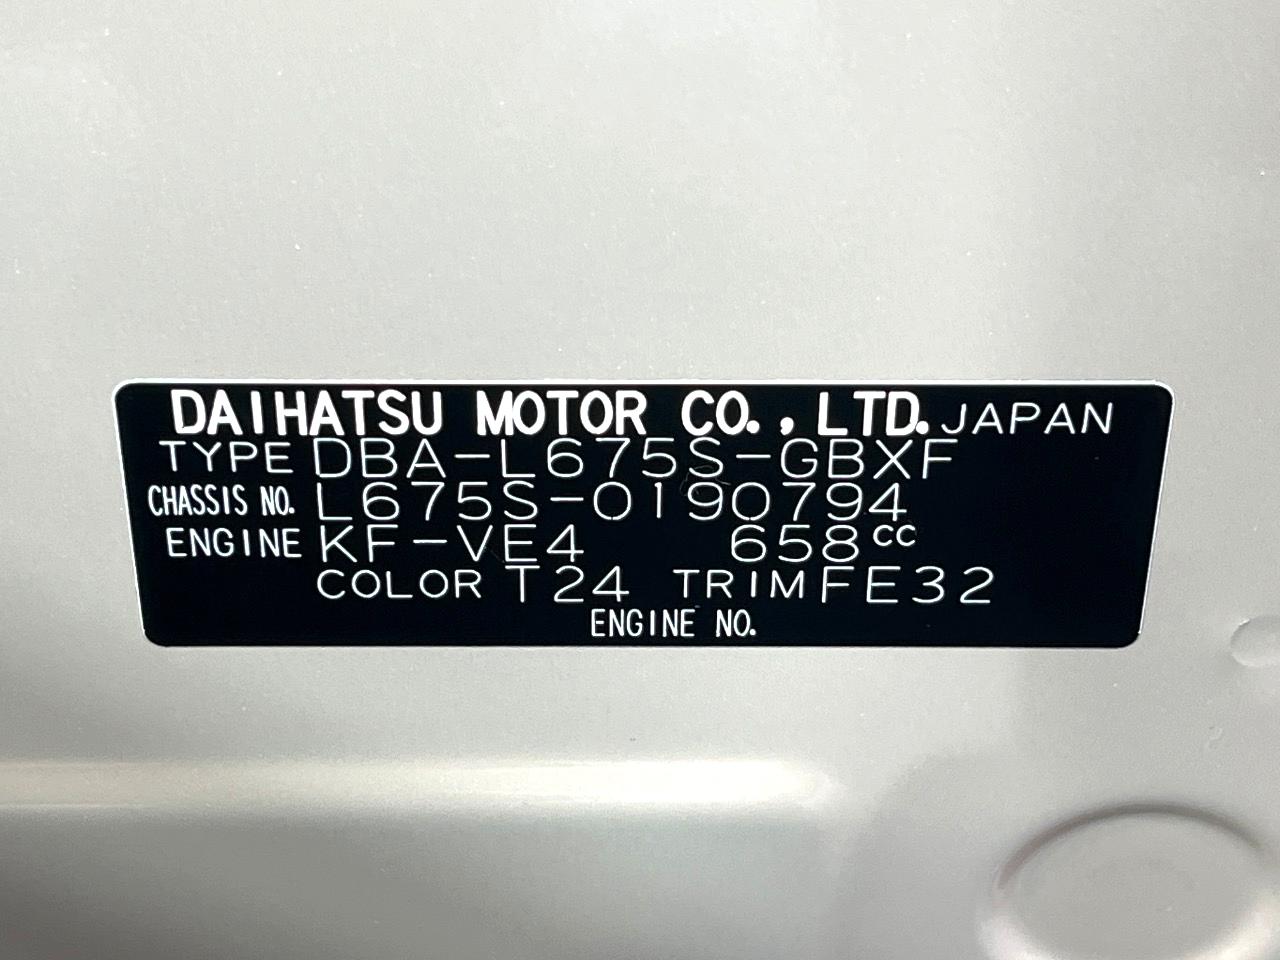 DAIHATSU MOTOR CO., LTD. JAPAN
TYPE DBA-L675S-GBXF
CHASSIS NO. L675S-0190794
ENGINE KF-VE4 658cc
COLOR T24 TRIM FE32
ENGINE NO.